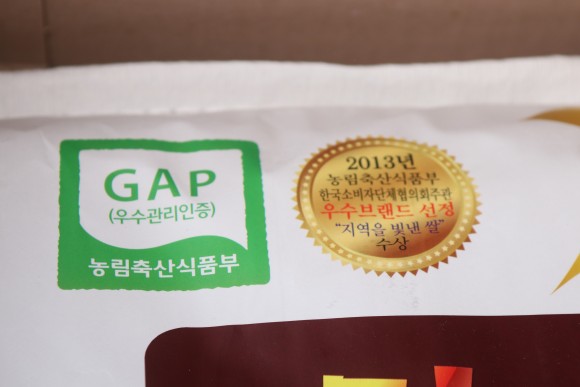 GAP
(우수관리인증)
농림축산식품부
2013년
농림축산식품부
한국소비자단체협의회주관
우수브랜드 선정
"지역을 빛낸 쌀"
수상